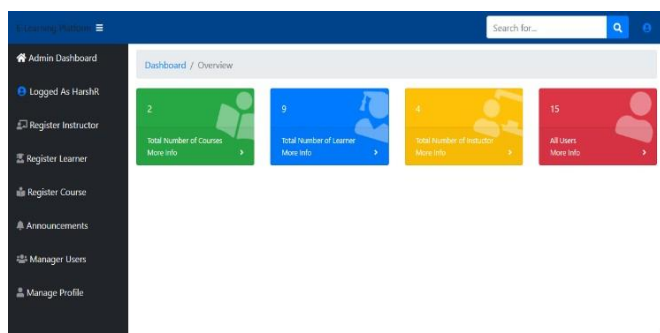 E-Learning Platform
Search for...
Admin Dashboard
Logged As HarshR
Register Instructor
Register Learner
Register Course
Announcements
Manager Users
Manage Profile
Dashboard / Overview
2
Total Number of Courses
More Info
9
Total Number of Learner
More Info
4
Total Number of Instuctor
More Info
15
All Users
More Info